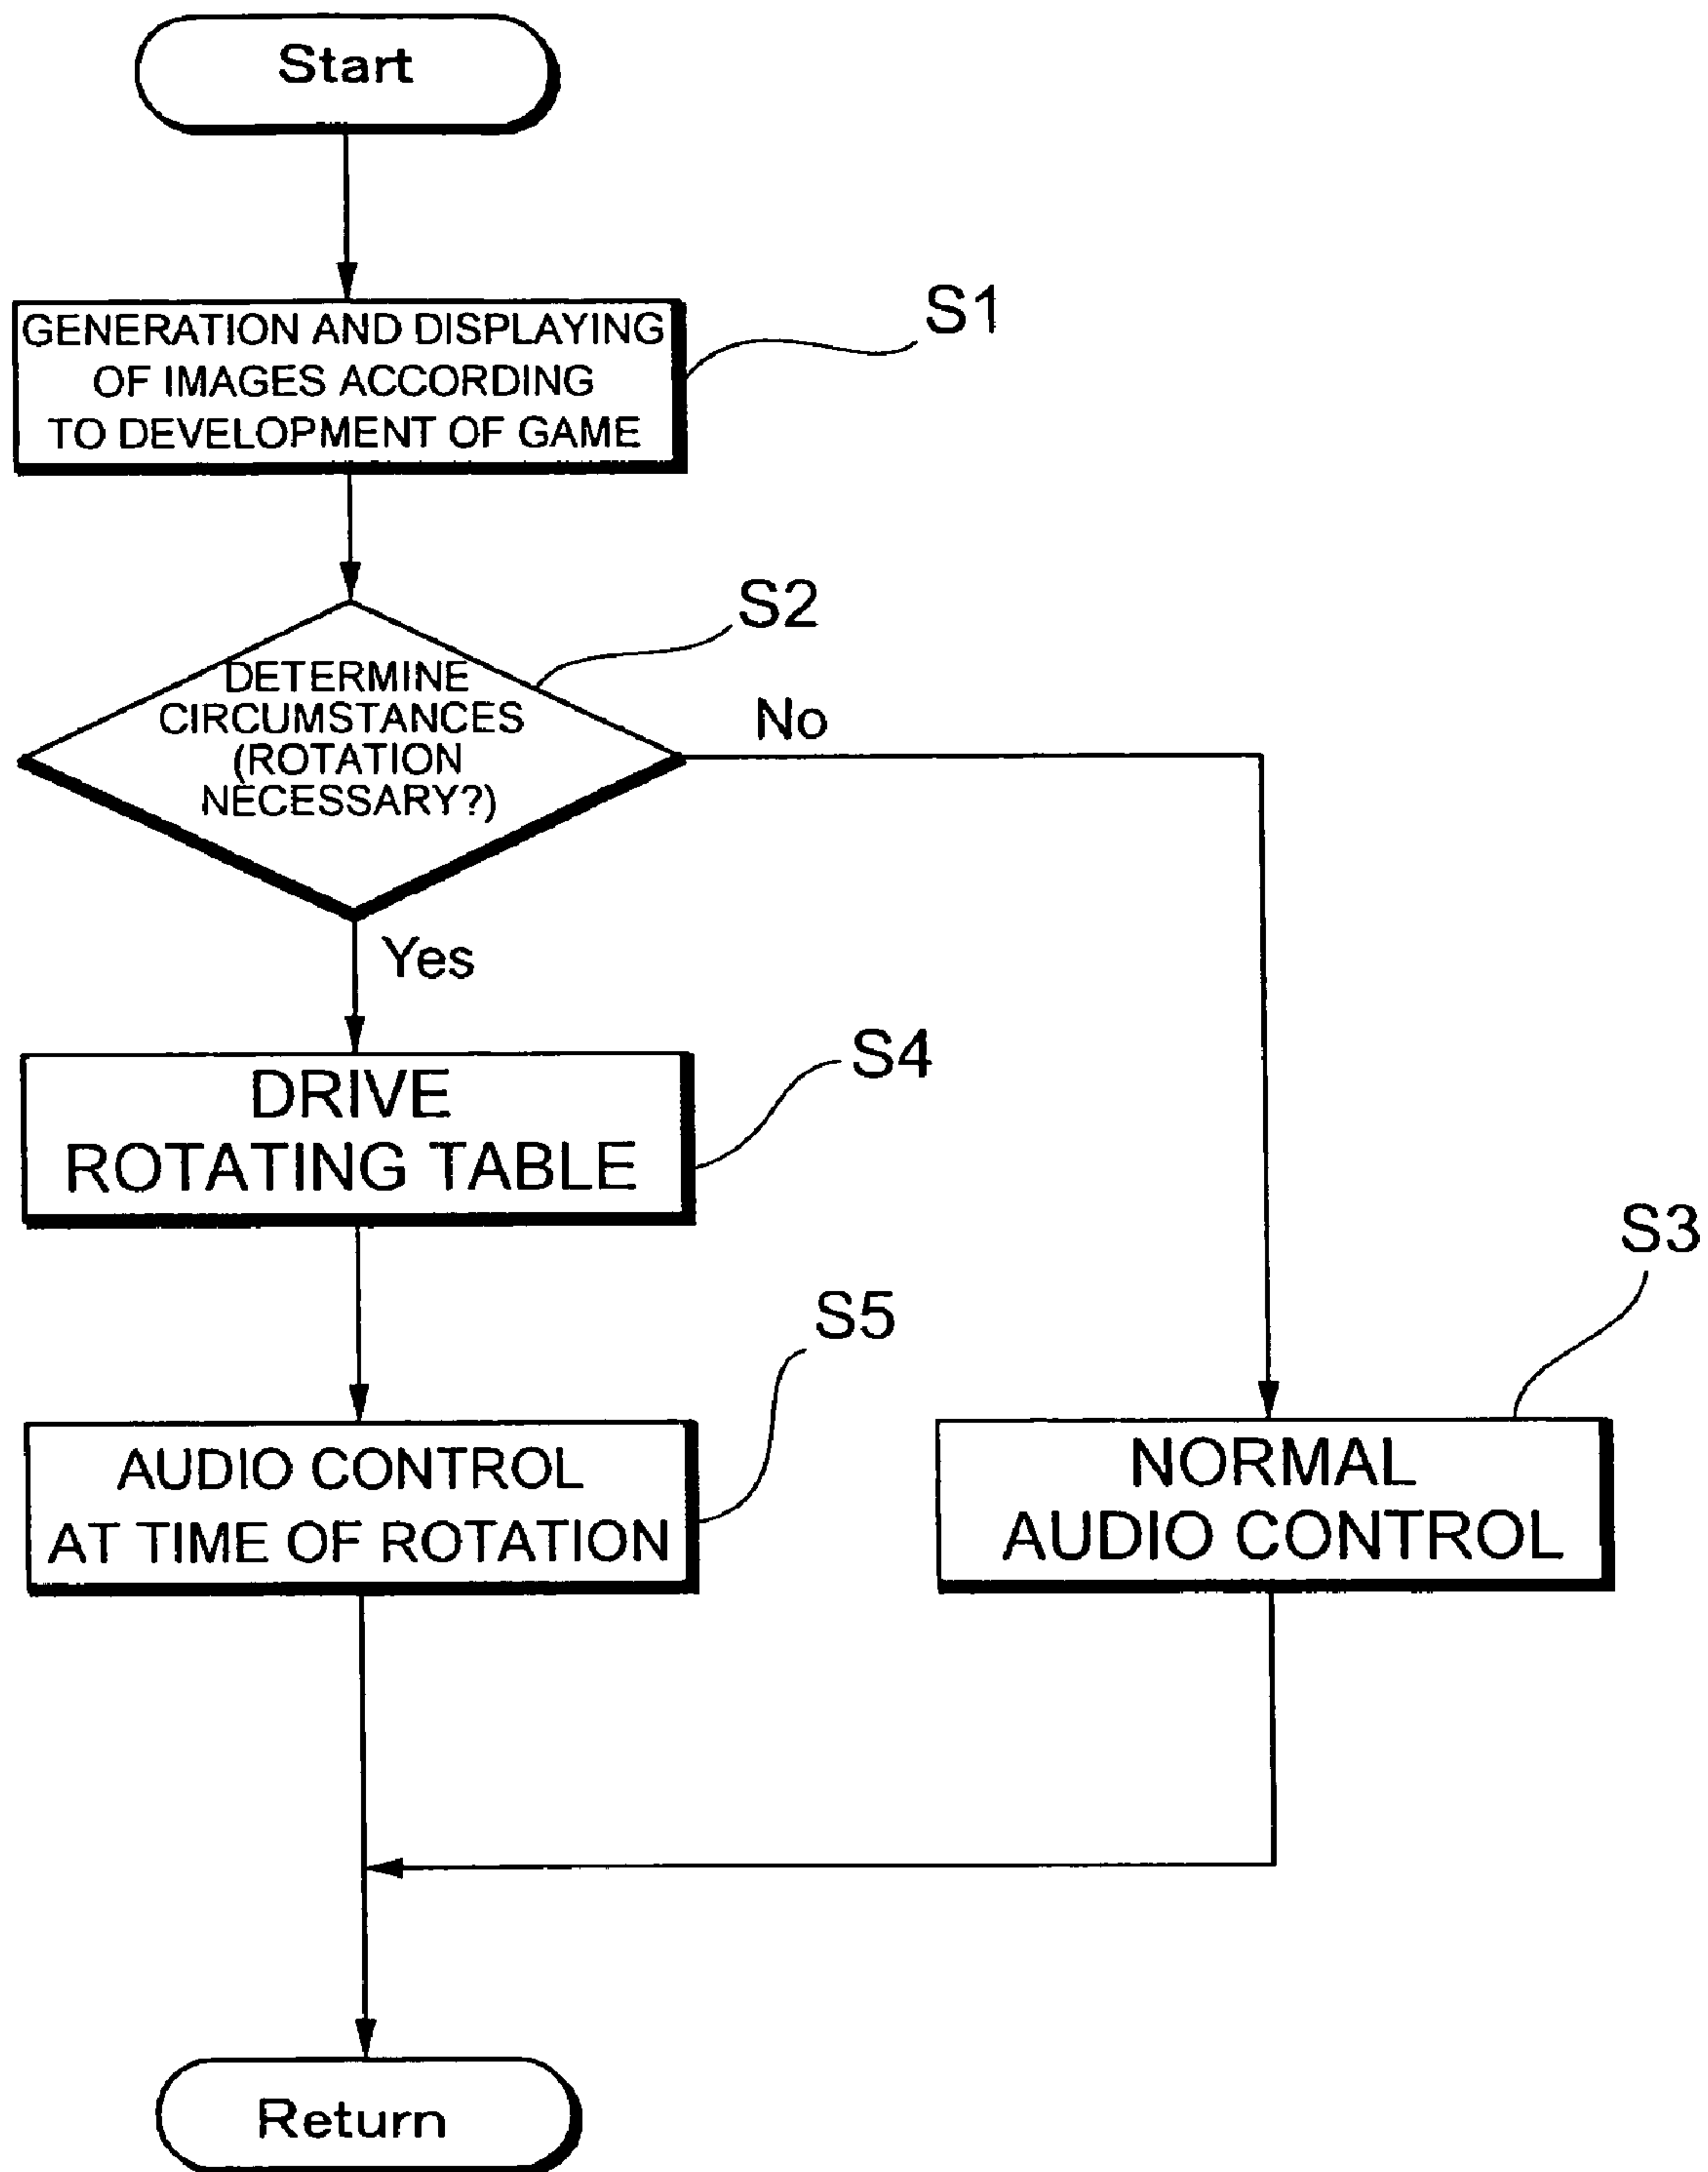 Start
GENERATION AND DISPLAYING
OF IMAGES ACCORDING
TO DEVELOPMENT OF GAME
S1
DETERMINE
CIRCUMSTANCES
(ROTATION
NECESSARY?)
S2
No
Yes
DRIVE
ROTATING TABLE
S4
AUDIO CONTROL
AT TIME OF ROTATION
S5
NORMAL
AUDIO CONTROL
S3
Return